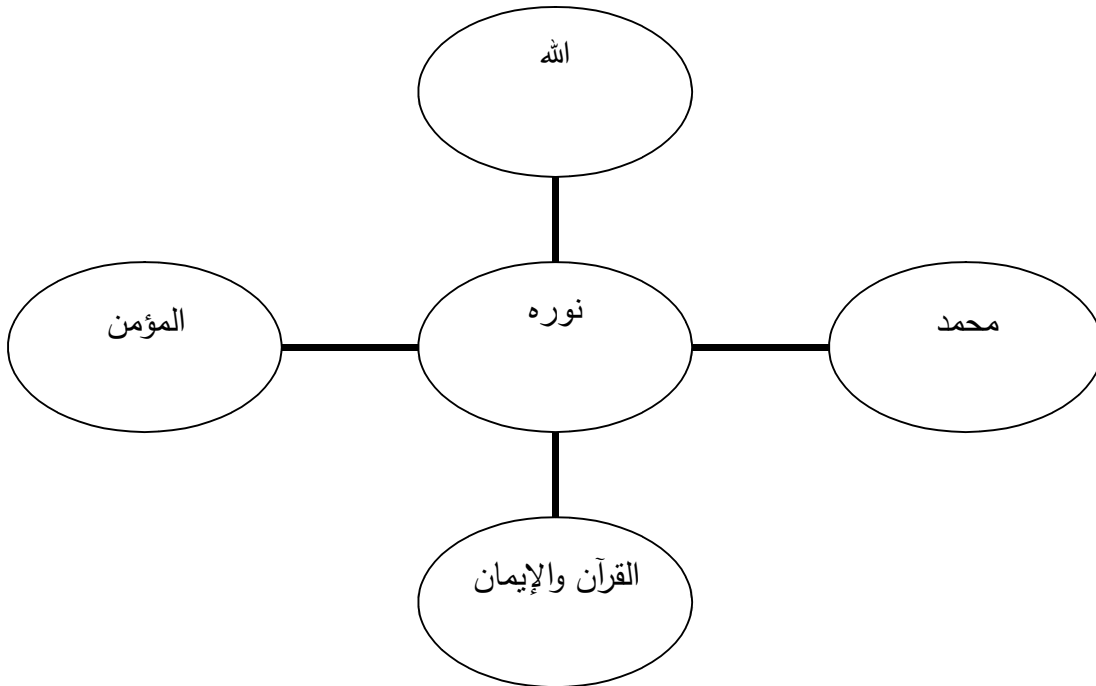 الله
محمد
نوره
المؤمن
القرآن والإيمان